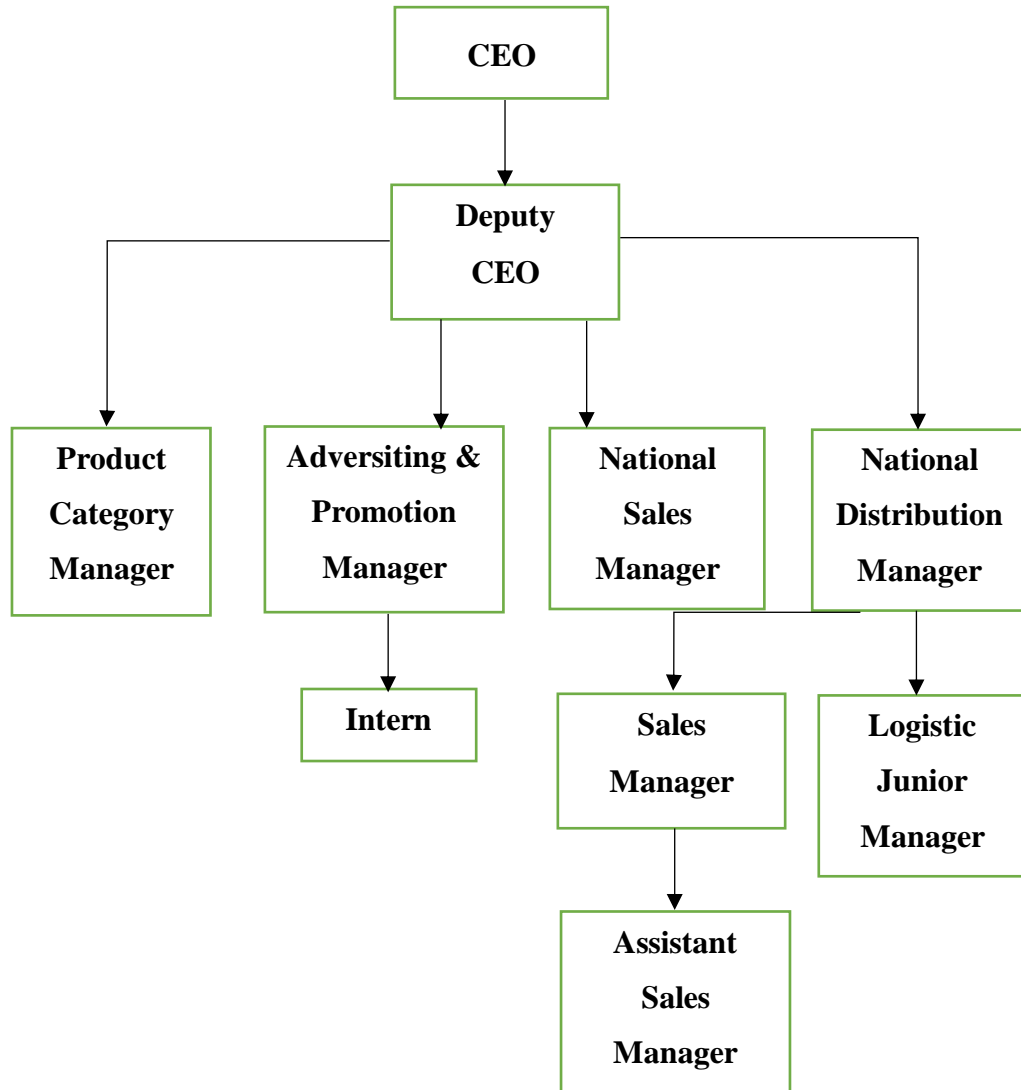 CEO
Deputy
CEO
Product
Category
Manager
Adversiting &
Promotion
Manager
National
Sales
Manager
National
Distribution
Manager
Intern
Sales
Manager
Logistic
Junior
Manager
Assistant
Sales
Manager